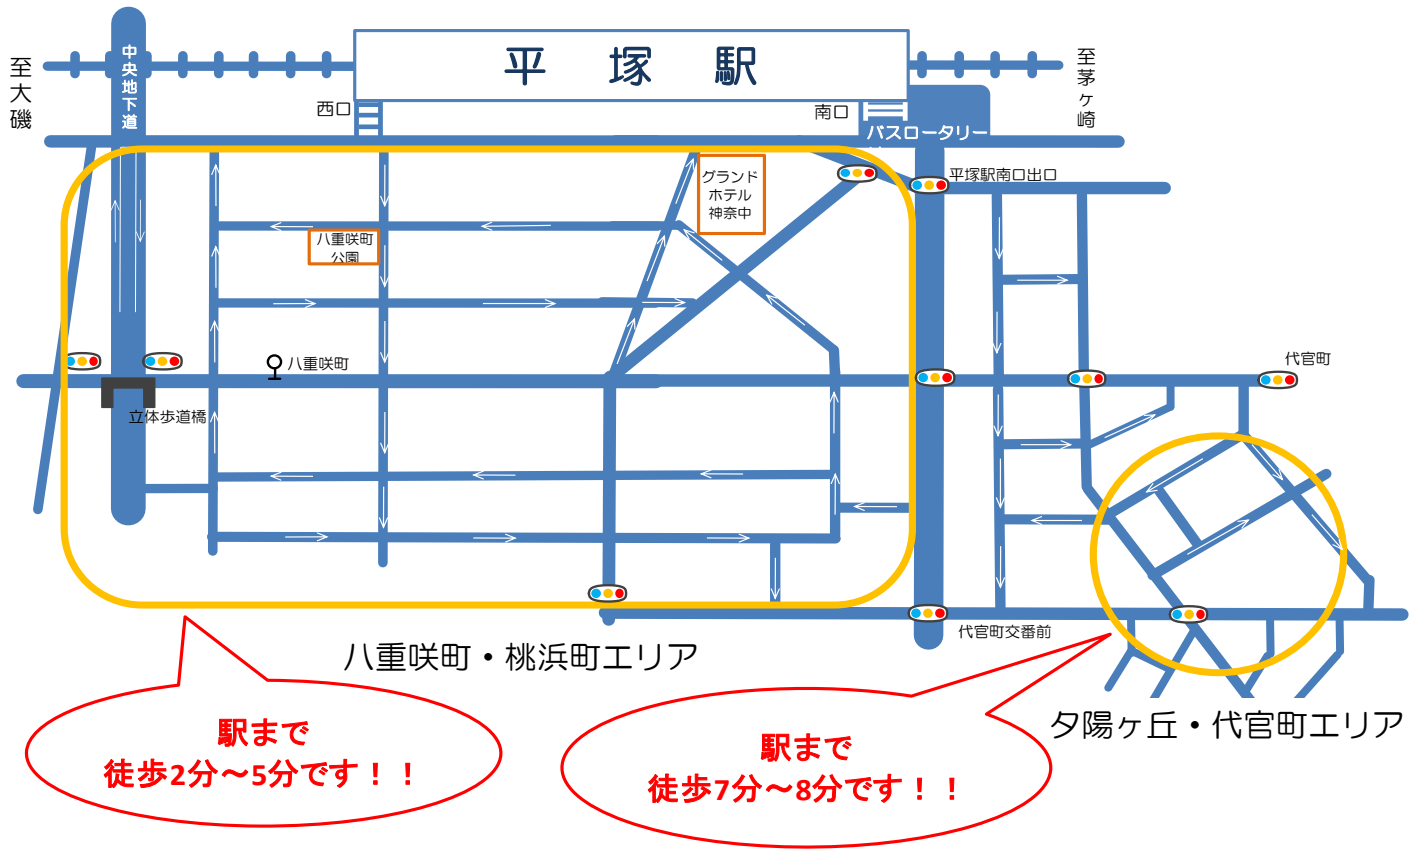 平塚駅
至大磯
中央地下道
至茅ヶ崎
西口
南口
バスロータリー
平塚駅南口出口
グランド
ホテル
神奈中
八重咲町
公園
八重咲町
代官町
立体歩道橋
代官町交番前
八重咲町・桃浜町エリア
夕陽ヶ丘・代官町エリア
駅まで
徒歩2分～5分です！！
駅まで
徒歩7分～8分です！！